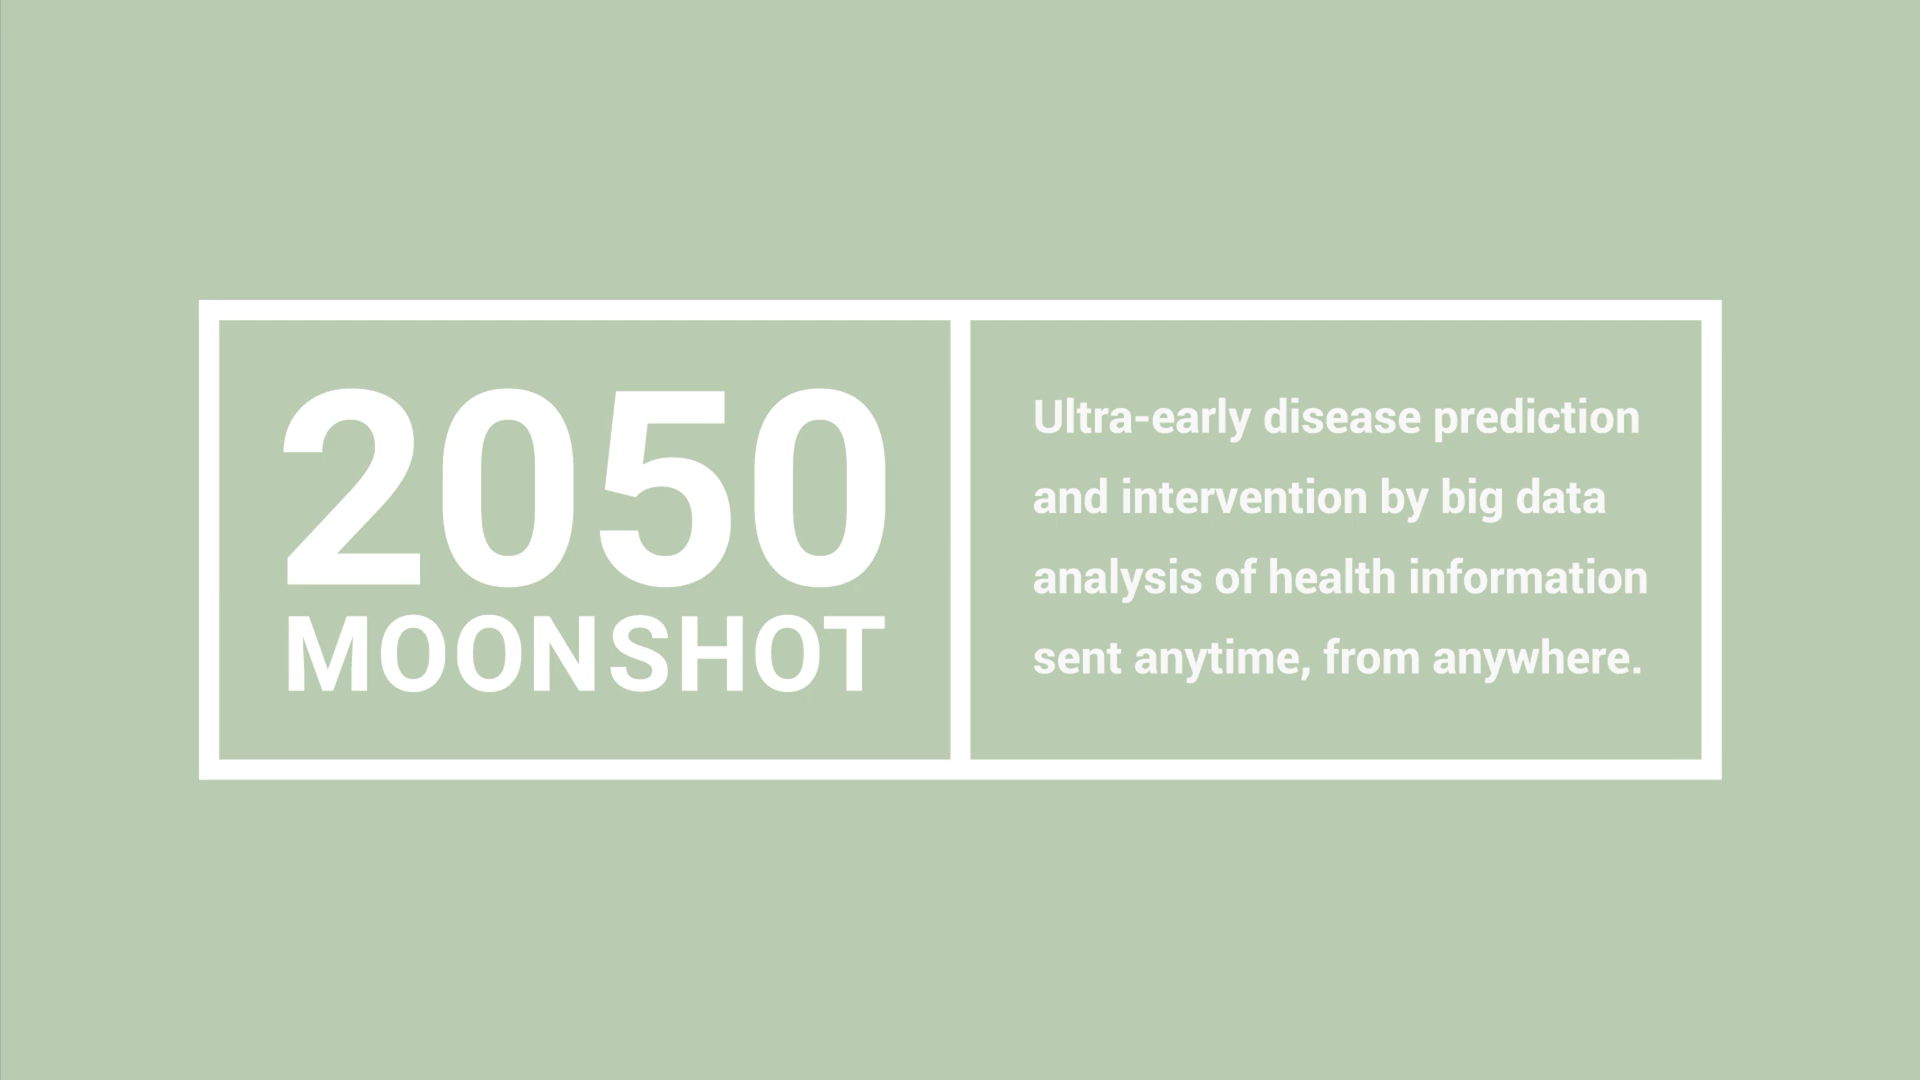 2050
MOONSHOT
Ultra-early disease prediction
and intervention by big data
analysis of health information
sent anytime, from anywhere.